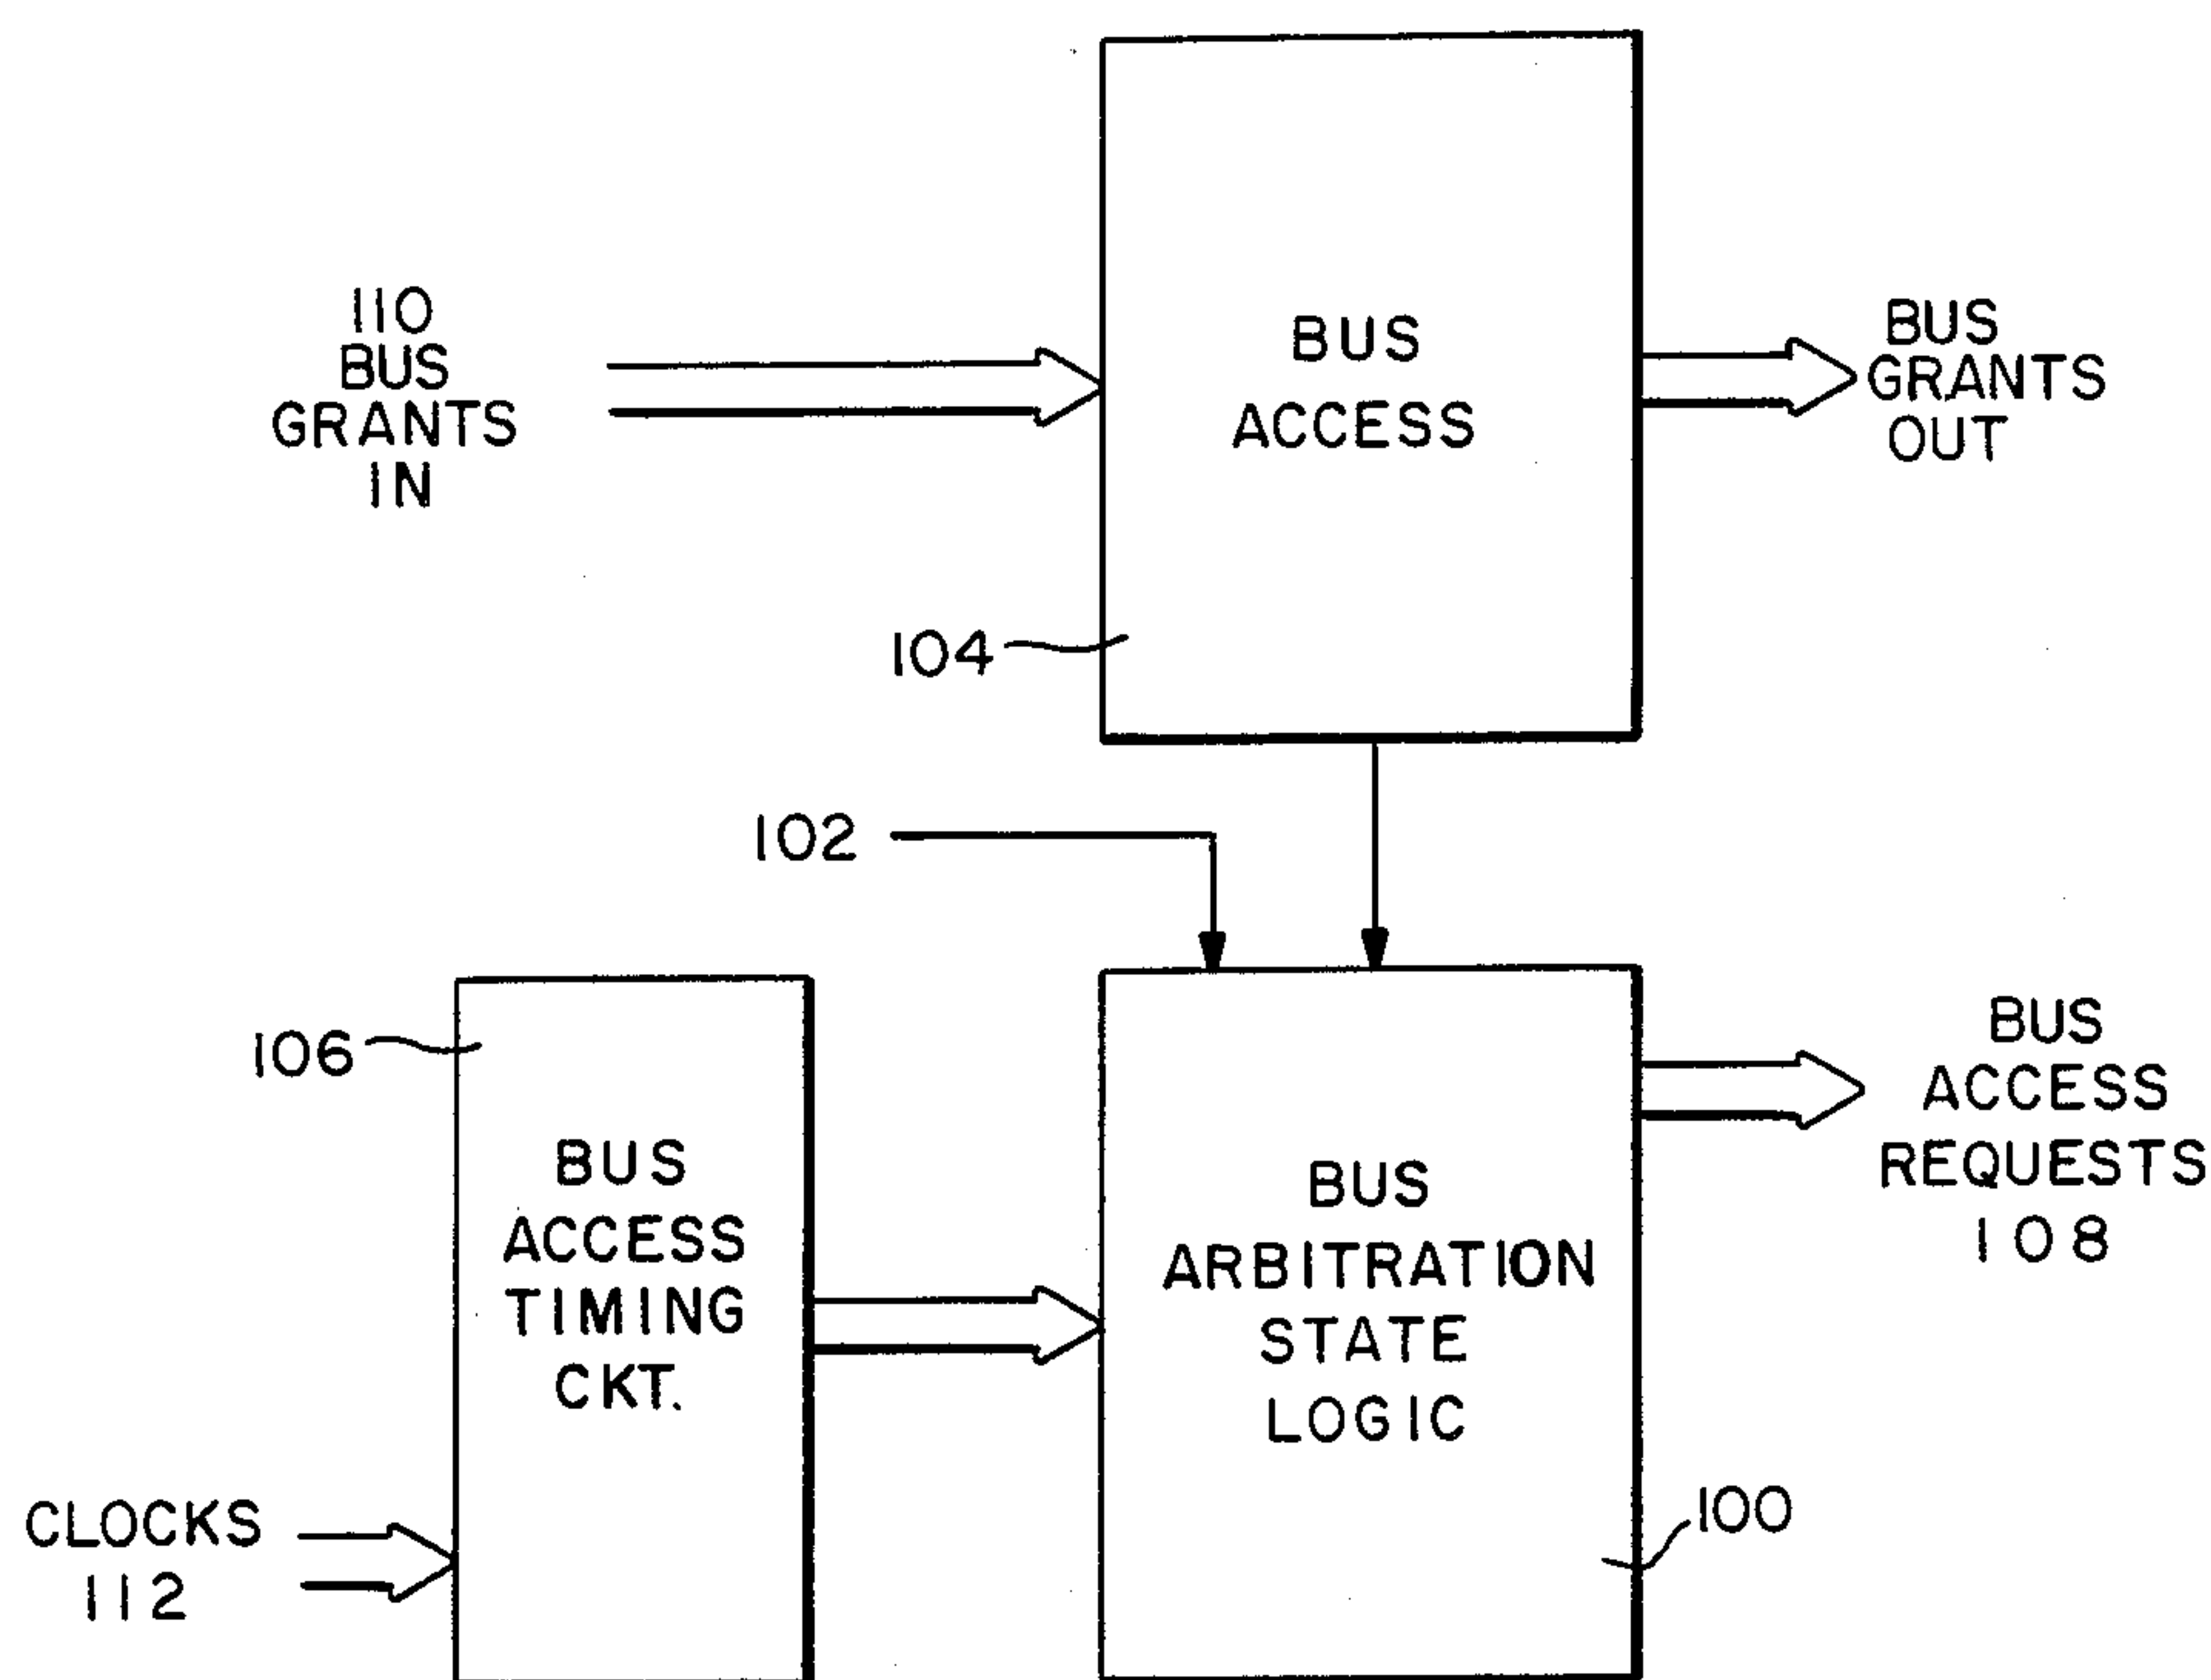 110
BUS
GRANTS
IN
BUS
ACCESS
BUS
GRANTS
OUT
104
102
106
BUS
ACCESS
TIMING
CKT.
BUS
ARBITRATION
STATE
LOGIC
BUS
ACCESS
REQUESTS
108
CLOCKS
112
100